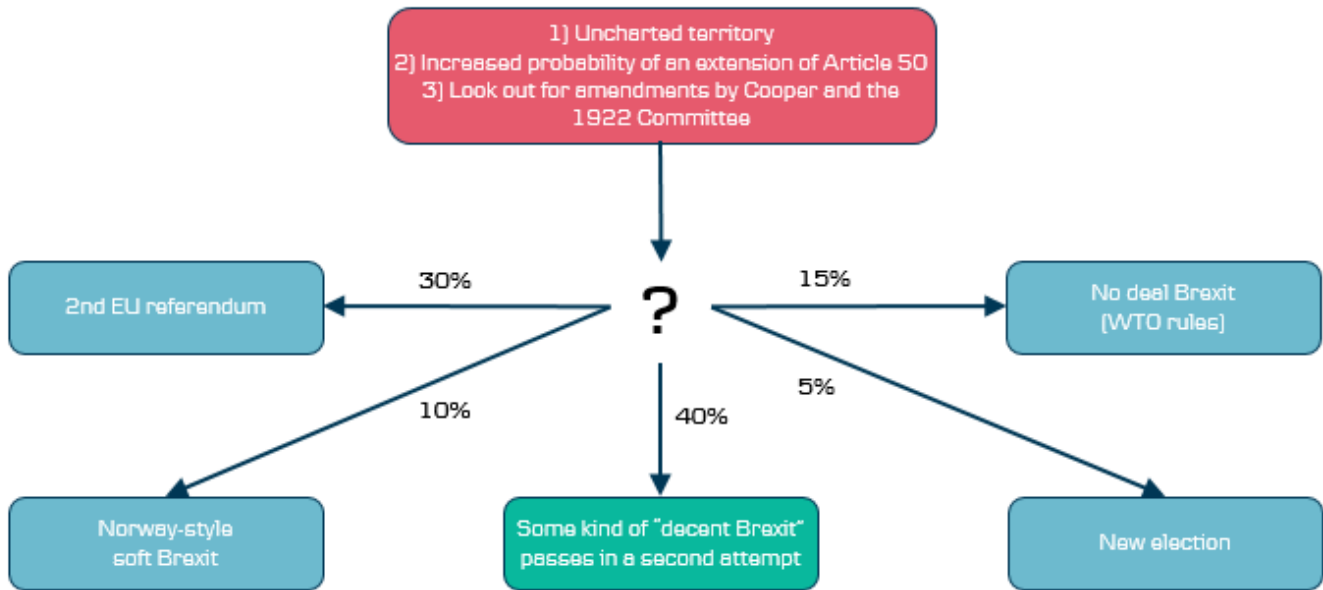 1) Uncharted territory
2) Increased probability of an extension of Article 50
3) Look out for amendments by Cooper and the
1922 Committee
30%
15%
2nd EU referendum
?
No deal Brexit
(WTO rules)
10%
40%
5%
Norway-style
soft Brexit
Some kind of "decent Brexit"
passes in a second attempt
New election